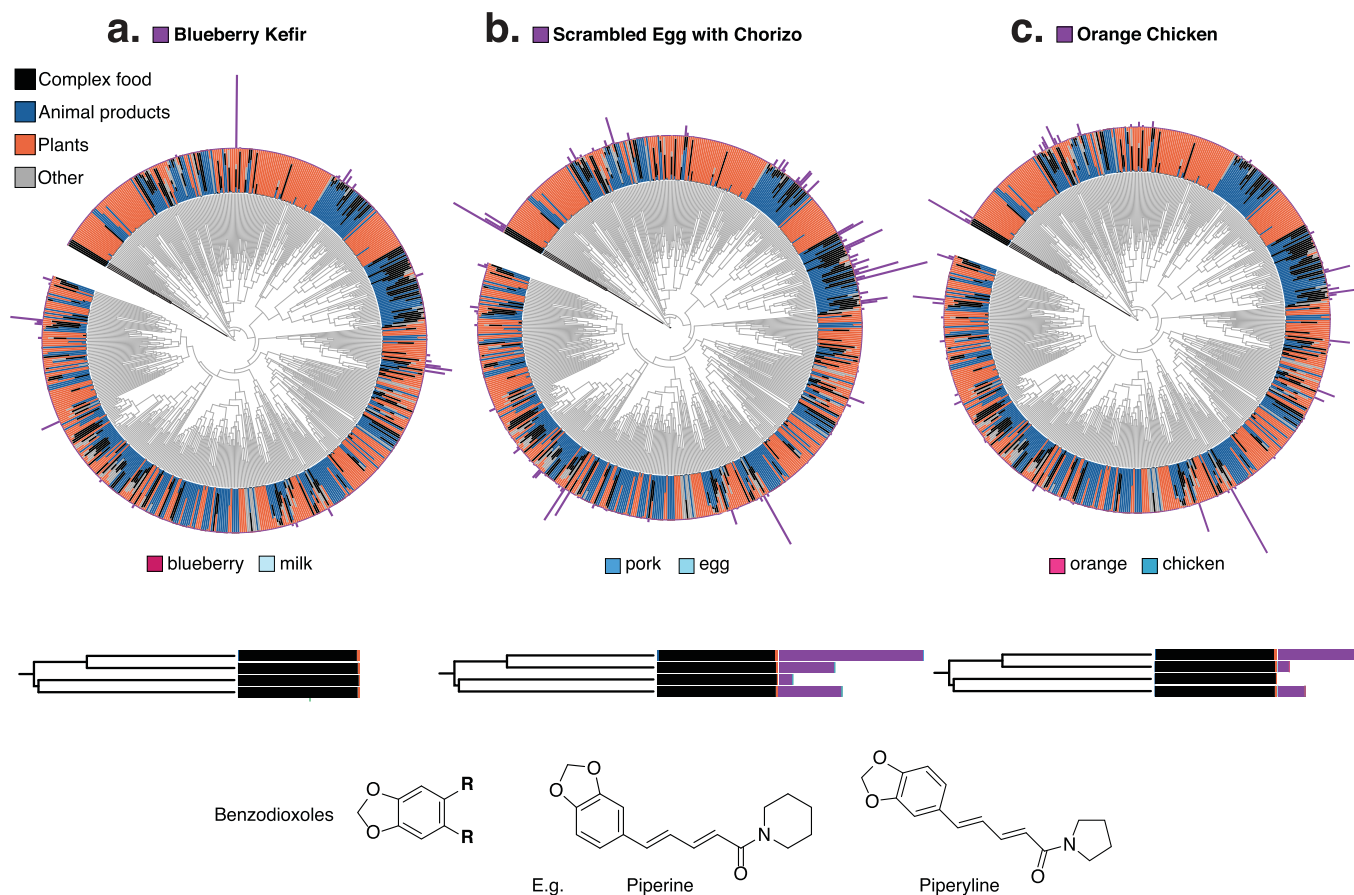 a. Blueberry Kefir
b. Scrambled Egg with Chorizo
c. Orange Chicken
Complex food
Animal products
Plants
Other
blueberry milk
pork egg
orange chicken
Benzodioxoles
O
O
R
R
O
O
N
O
O
O
N
O
E.g. Piperine
Piperyline